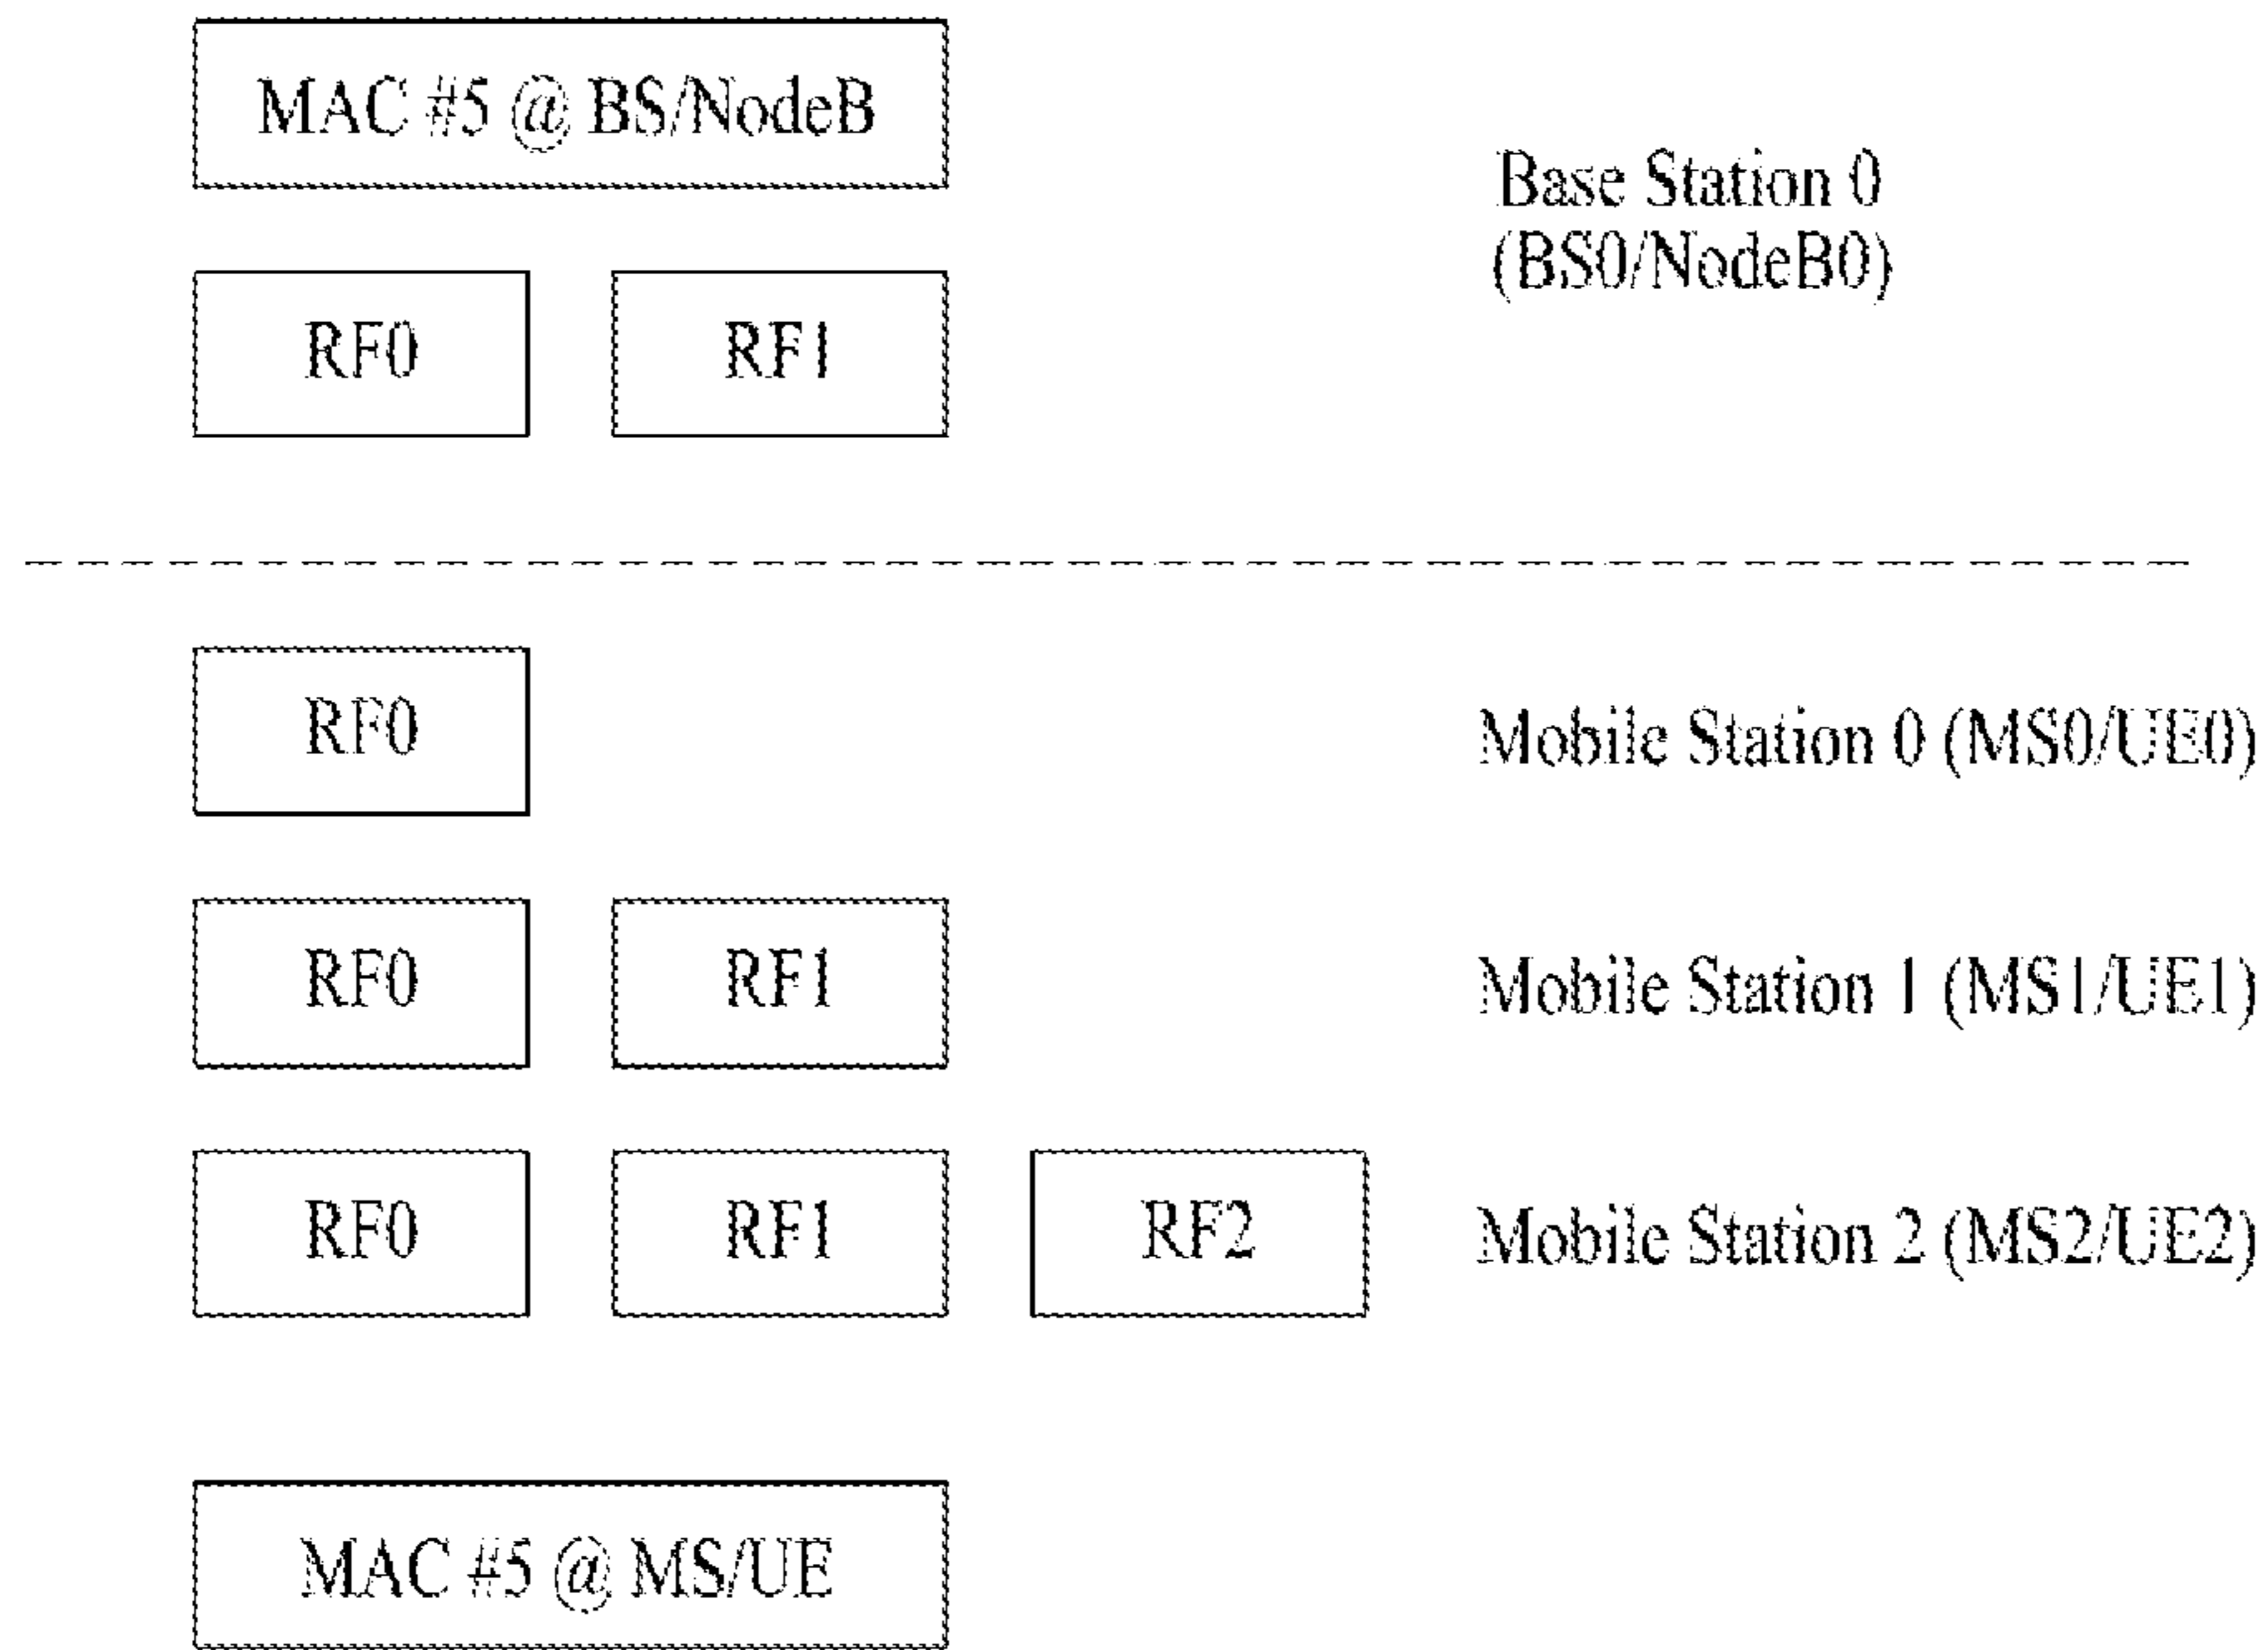 MAC #5 @ BS/NodeB
Base Station 0
(BS0/NodeB0)
RF0 RF1
RF0 Mobile Station 0 (MS0/UE0)
RF0 RF1 Mobile Station 1 (MS1/UE1)
RF0 RF1 RF2 Mobile Station 2 (MS2/UE2)
MAC #5 @ MS/UE